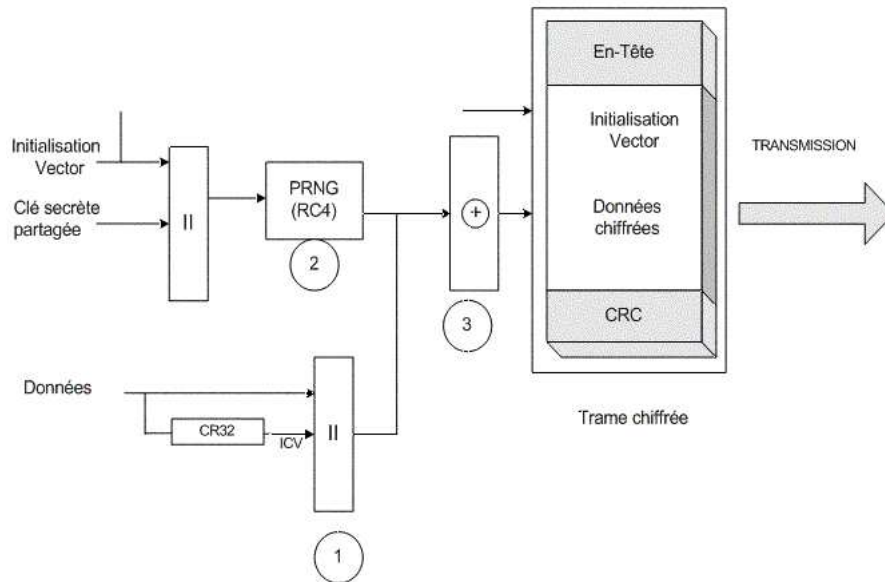 En-Tête
Initialisation
Vector
Clé secrète
partagée
II
PRNG
(RC4)
2
+
3
Initialisation
Vector
Données
chiffrées
CRC
TRANSMISSION
Données
CR32
ICV
II
1
Trame chiffrée